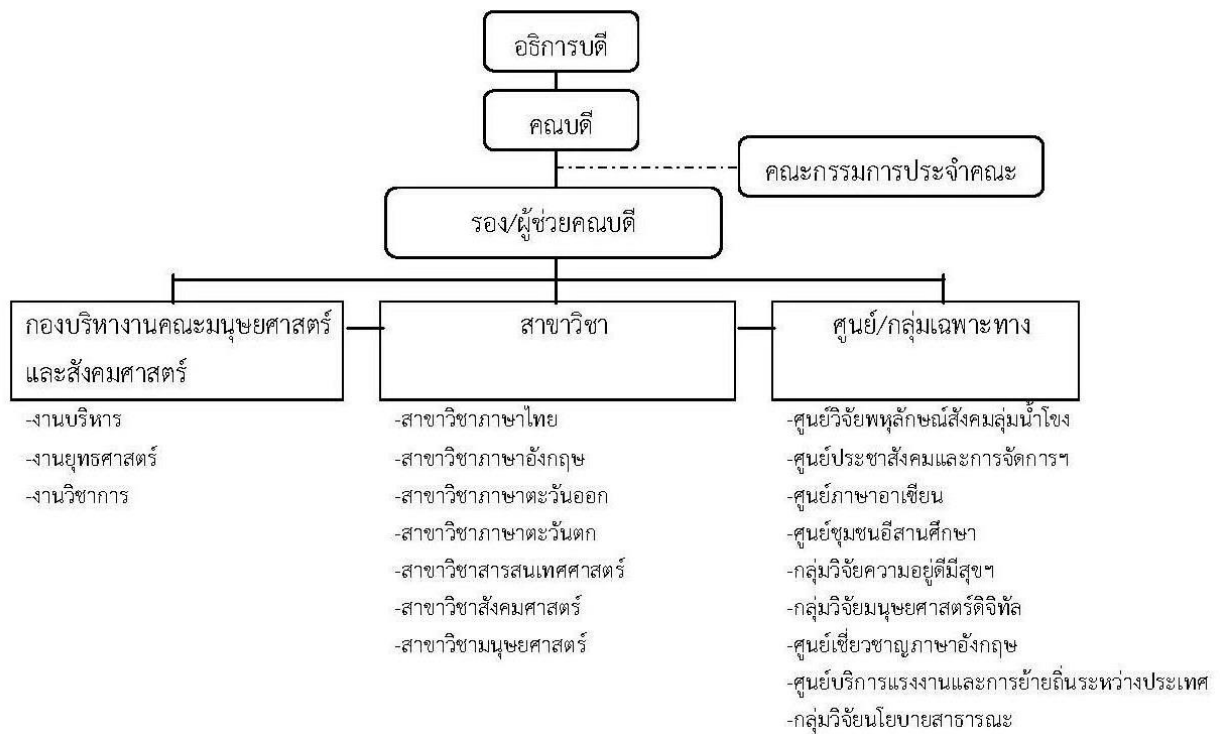 อธิการบดี
คณบดี
คณะกรรมการประจำคณะ
รอง/ผู้ช่วยคณบดี
กองบริหางานคณะมนุษยศาสตร์
และสังคมศาสตร์
-งานบริหาร
-งานยุทธศาสตร์
-งานวิชาการ
สาขาวิชา
-สาขาวิชาภาษาไทย
-สาขาวิชาภาษาอังกฤษ
-สาขาวิชาภาษาตะวันออก
-สาขาวิชาภาษาตะวันตก
-สาขาวิชาสารสนเทศศาสตร์
-สาขาวิชาสังคมศาสตร์
-สาขาวิชามนุษยศาสตร์
ศูนย์/กลุ่มเฉพาะทาง
-ศูนย์วิจัยพหุลักษณ์สังคมลุ่มน้ำโขง
-ศูนย์ประชาสังคมและการจัดการฯ
-ศูนย์ภาษาอาเซียน
-ศูนย์ชุมชนอีสานศึกษา
-กลุ่มวิจัยความอยู่ดีมีสุขฯ
-กลุ่มวิจัยมนุษยศาสตร์ดิจิทัล
-ศูนย์เชี่ยวชาญภาษาอังกฤษ
-ศูนย์บริการแรงงานและการย้ายถิ่นระหว่างประเทศ
-กลุ่มวิจัยนโยบายสาธารณะ